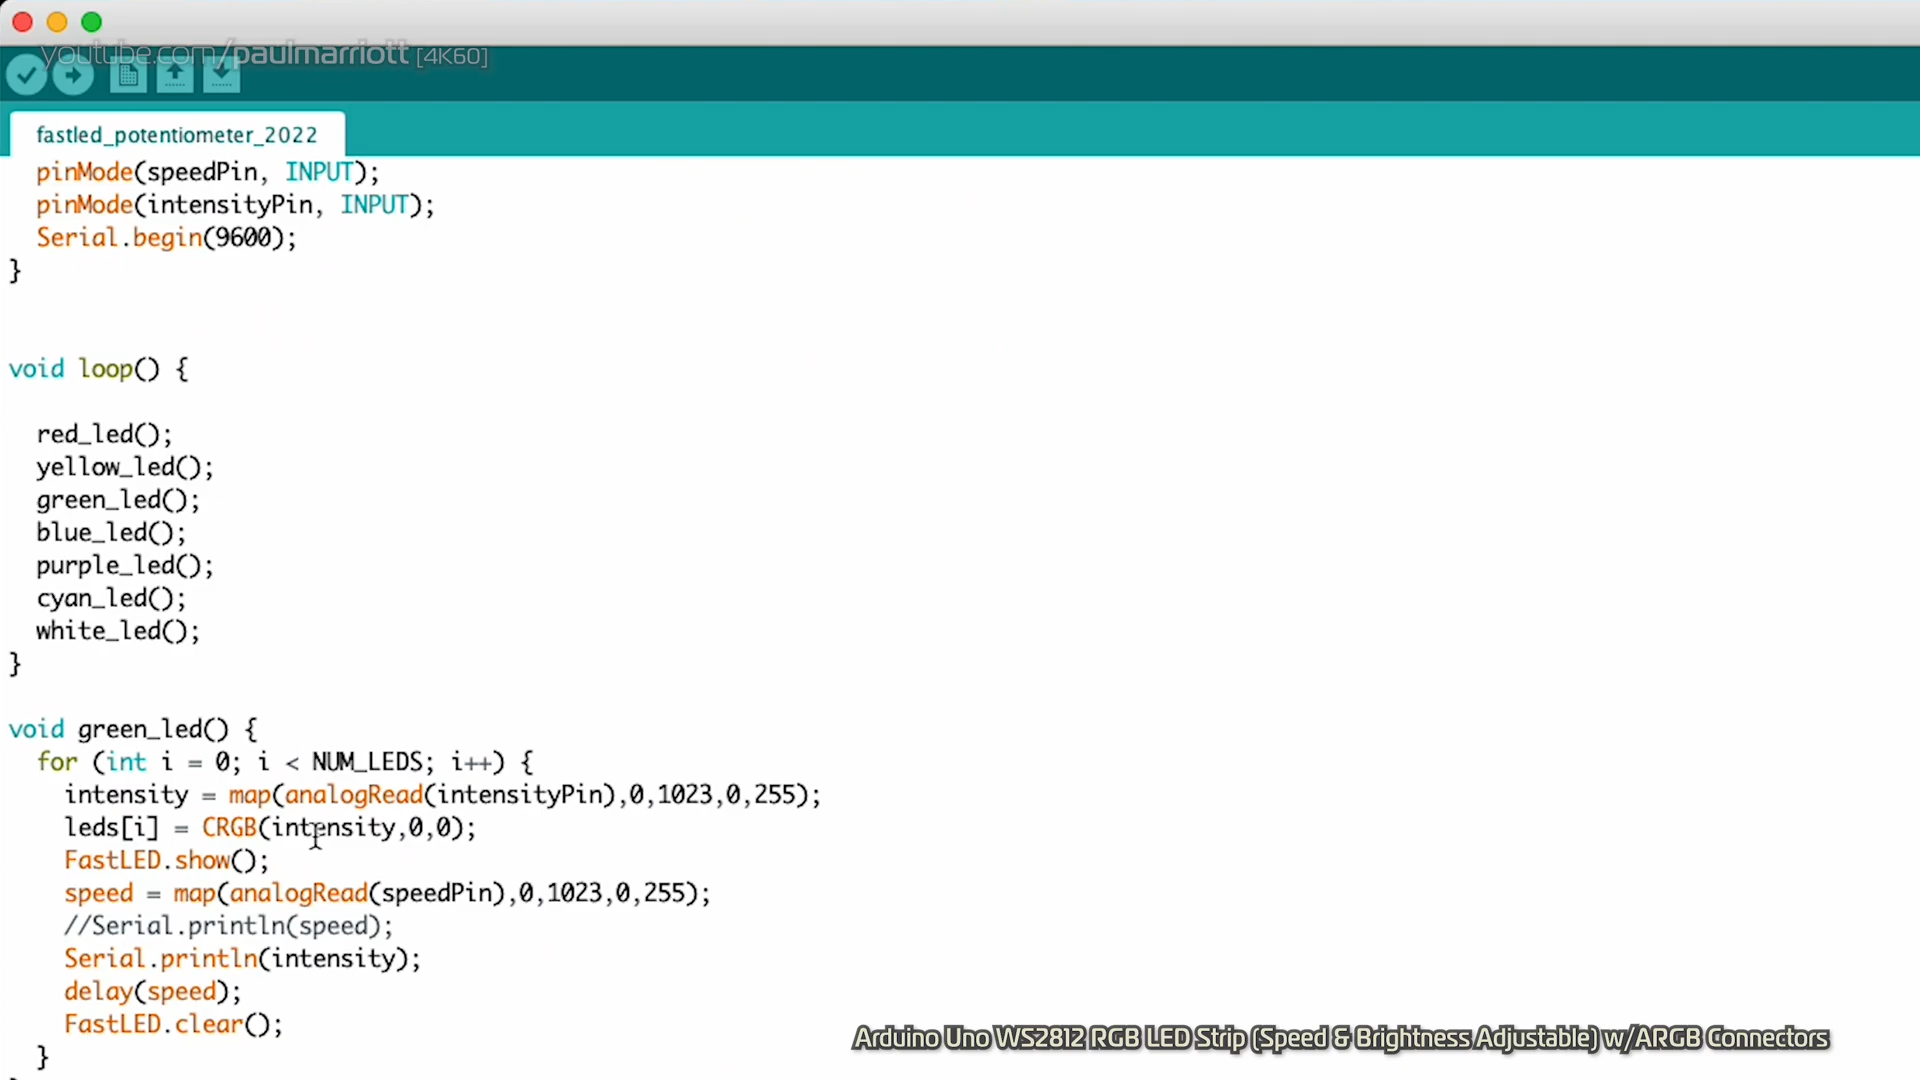 youtube.com/paulmarriott [4K60]
fastled_potentiometer_2022
pinMode(speedPin, INPUT);
pinMode(intensityPin, INPUT);
Serial.begin(9600);
}
void loop() {
red_led();
yellow_led();
green_led();
blue_led();
purple_led();
cyan_led();
white_led();
}
void green_led() {
for (int i = 0; i < NUM_LEDS; i++) {
intensity = map(analogRead(intensityPin),0,1023,0,255);
leds[i] = CRGB(intensity,0,0);
FastLED.show();
speed = map(analogRead(speedPin),0,1023,0,255);
//Serial.println(speed);
Serial.println(intensity);
delay(speed);
FastLED.clear();
}
Arduino Uno WS2812 RGB LED Strip (Speed & Brightness Adjustable) w/ARGB Connectors